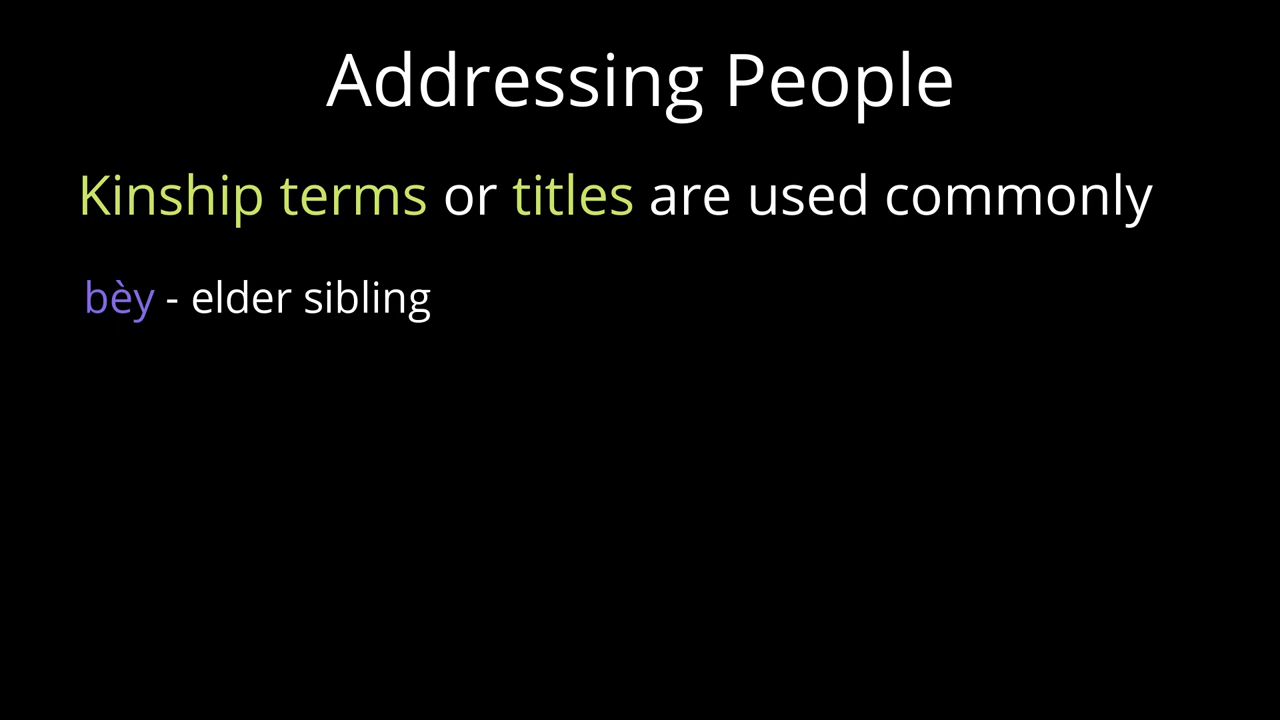 Addressing People
Kinship terms or titles are used commonly
bèy - elder sibling